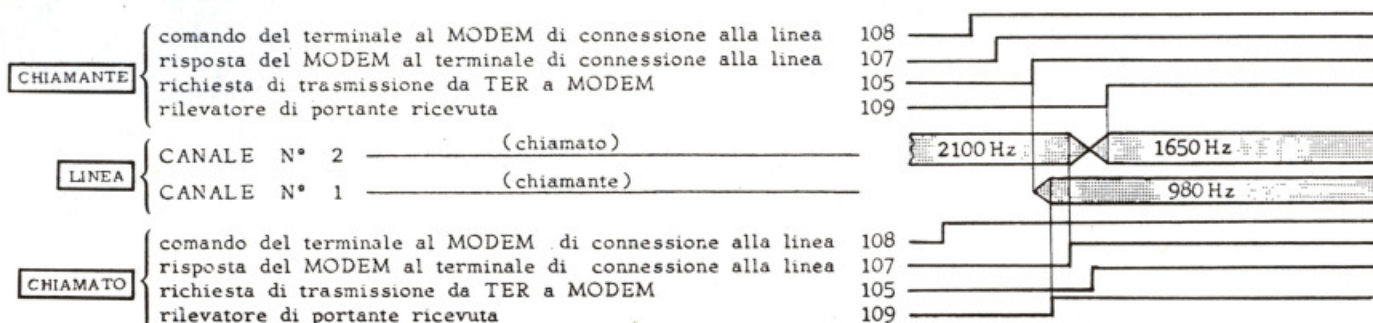 CHIAMANTE
comando del terminale al MODEM di connessione alla linea 108
risposta del MODEM al terminale di connessione alla linea 107
richiesta di trasmissione da TER a MODEM 105
rilevatore di portante ricevuta 109
LINEA
CANALE N° 2 (chiamato) 2100 Hz 1650 Hz
CANALE N° 1 (chiamante) 980 Hz
CHIAMATO
comando del terminale al MODEM di connessione alla linea 108
risposta del MODEM al terminale di connessione alla linea 107
richiesta di trasmissione da TER a MODEM 105
rilevatore di portante ricevuta 109